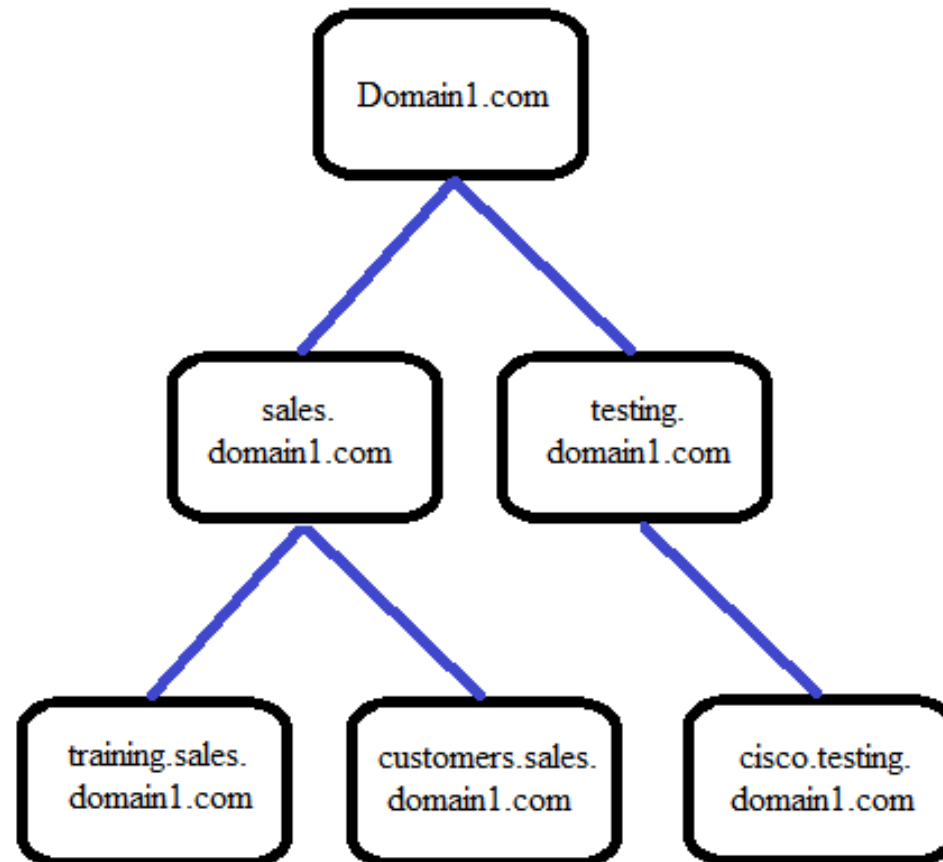 Domain1.com
sales.
domain1.com
testing.
domain1.com
training.sales.
domain1.com
customers.sales.
domain1.com
cisco.testing.
domain1.com